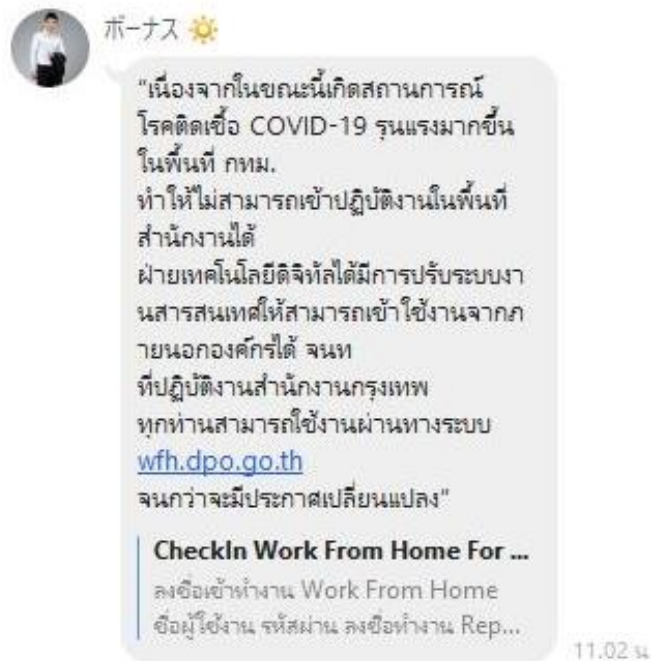 ボーナス 🔆
“เนื่องจากในขณะนี้เกิดสถานการณ์
โรคติดเชื้อ COVID-19 รุนแรงมากขึ้น
ในพื้นที่ กทม.
ทำให้ไม่สามารถเข้าปฏิบัติงานในพื้นที่
สำนักงานได้
ฝ่ายเทคโนโลยีดิจิทัลได้มีการปรับระบบงา
นสารสนเทศให้สามารถเข้าใช้งานจากภ
ายนอกองค์กรได้ จนท
ที่ปฏิบัติงานสำนักงานกรุงเทพ
ทุกท่านสามารถใช้งานผ่านทางระบบ
wfh.dpo.go.th
จนกว่าจะมีประกาศเปลี่ยนแปลง”
CheckIn Work From Home For ...
ลงชื่อเข้าทำงาน Work From Home
ชื่อผู้ใช้งาน รหัสผ่าน ลงชื่อทำงาน Rep...
11.02 น